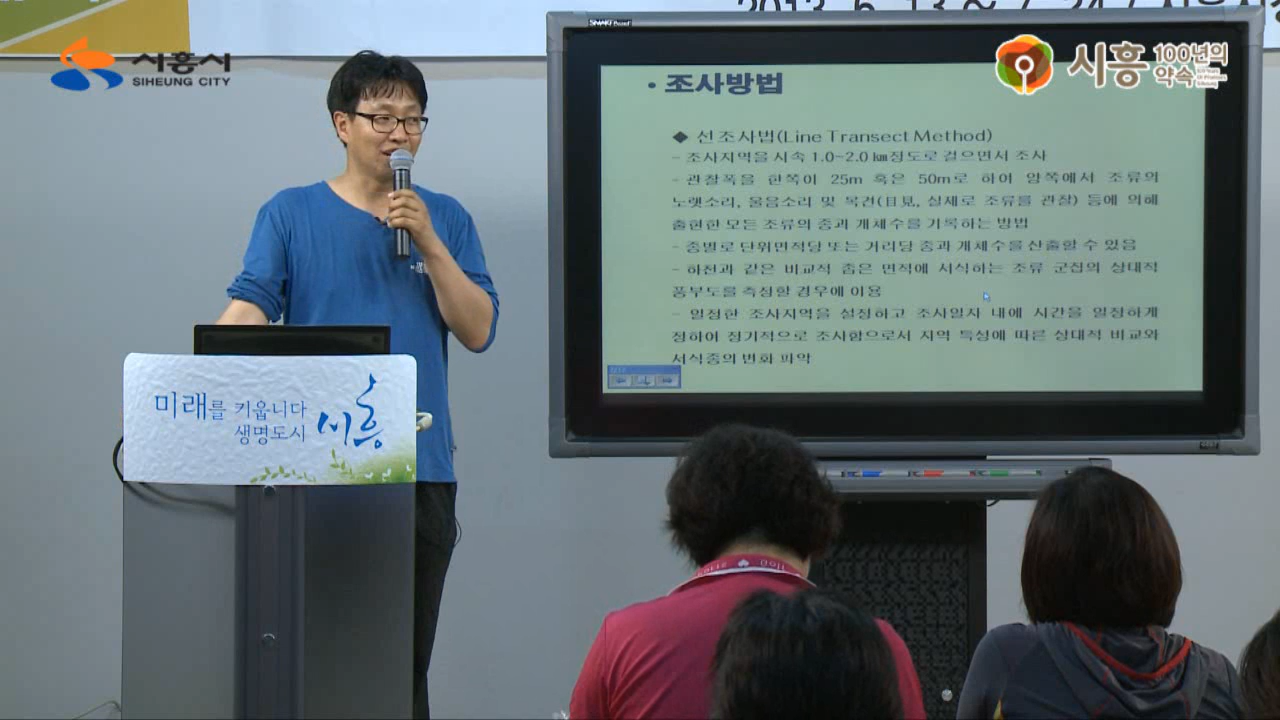 시흥시
SIHEUNG CITY
시흥 100년의 약속
• 조사방법
◆ 선조사법(Line Transect Method)
- 조사지역을 시속 1.0~2.0 ㎞정도로 걸으면서 조사
- 관찰폭을 한쪽이 25m 혹은 50m로 하여 양쪽에서 조류의
노랫소리, 울음소리 및 목견(目見, 실제로 조류를 관찰) 등에 의해
출현한 모든 조류의 종과 개체수를 기록하는 방법
- 종별로 단위면적당 또는 거리당 종과 개체수를 산출할 수 있음
- 하천과 같은 비교적 좁은 면적에 서식하는 조류 군집의 상대적
풍부도를 측정할 경우에 이용
- 일정한 조사지역을 설정하고 조사일자 내에 시간을 일정하게
정하여 정기적으로 조사함으로서 지역 특성에 따른 상대적 비교와
서식종의 변화 파악
미래를 키웁니다
생명도시 시흥